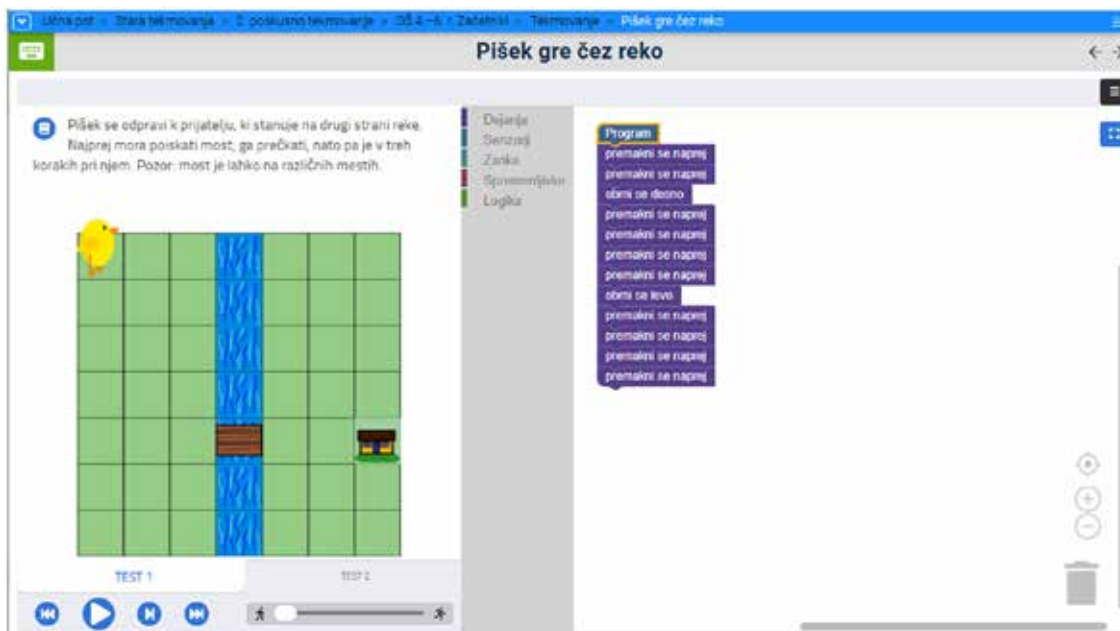 Učna pot » Stara tekmovanja » 2. poskusno tekmovanje » OŠ 4.–6. r. Začetniki » Tekmovanje » Pišek gre čez reko
Pišek gre čez reko
Pišek se odpravi k prijatelju, ki stanuje na drugi strani reke.
Najprej mora poiskati most, ga prečkati, nato pa je v treh
korakih pri njem. Pozor: most je lahko na različnih mestih.
Dejanja
Senzorji
Zanke
Spremenljivke
Logika
Program
premakni se naprej
premakni se naprej
obrni se desno
premakni se naprej
premakni se naprej
premakni se naprej
premakni se naprej
obrni se levo
premakni se naprej
premakni se naprej
premakni se naprej
premakni se naprej
TEST 1
TEST 2